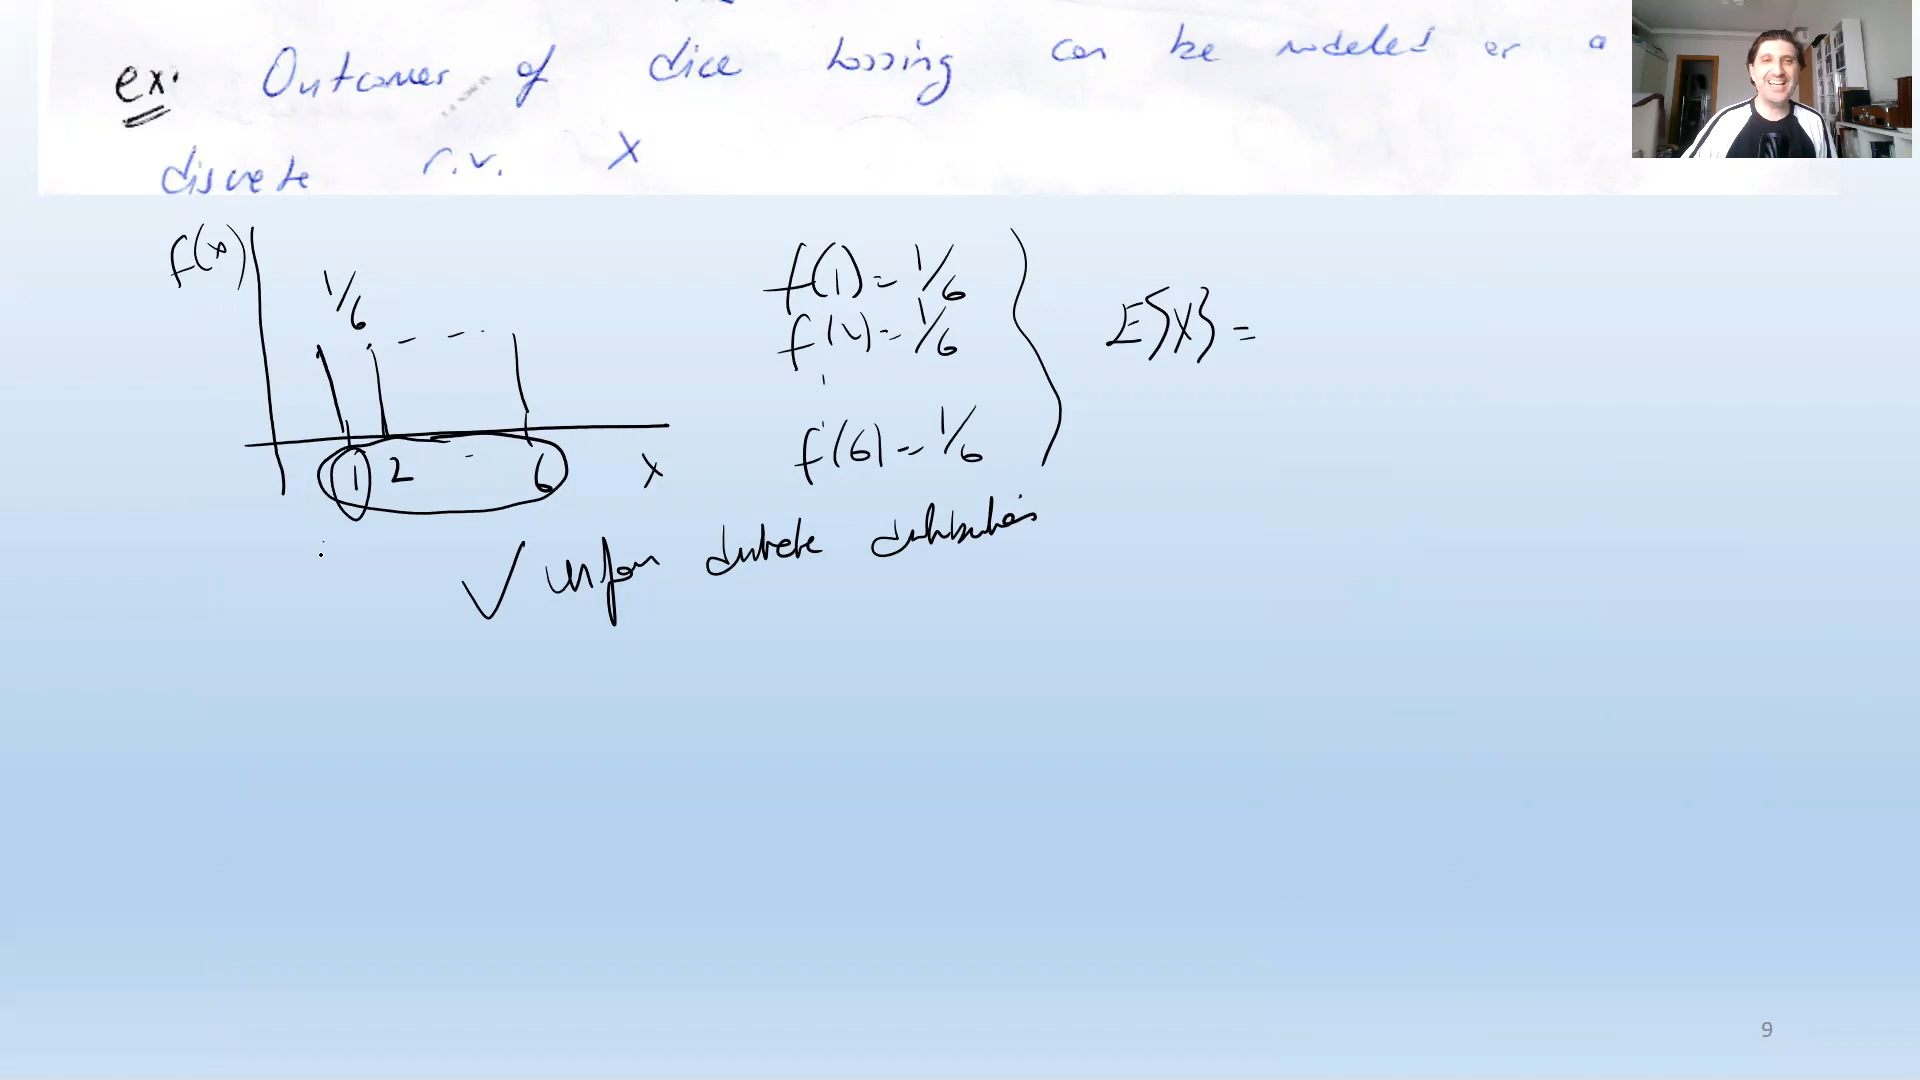 ex: Outcomes of dice tossing can be modeled as a
discrete r.v. X
f(x)
1/6
1 2 - 6 x
f(1) = 1/6
f(2) = 1/6
f(6) = 1/6
E{X} =
✓ uniform discrete distribution
9